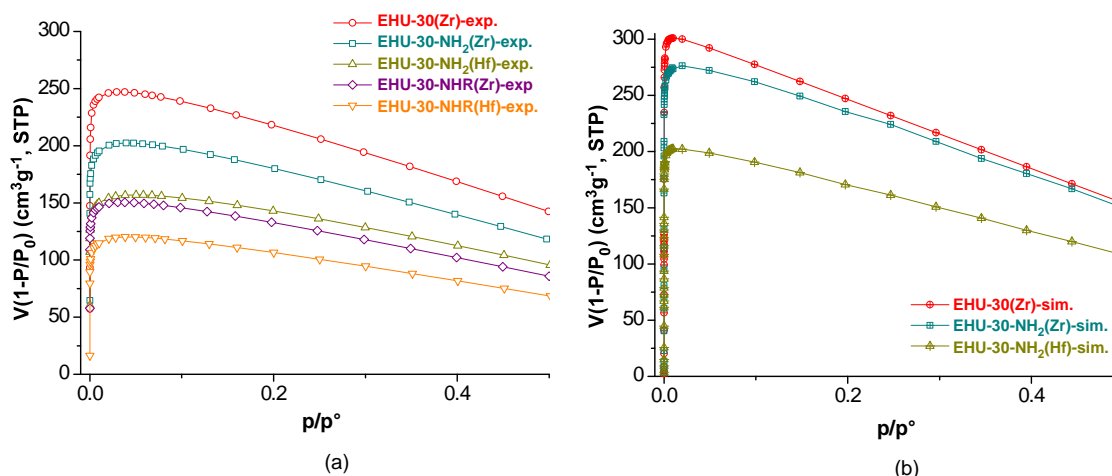 300
250
200
150
100
50
0
V(1-P/P₀) (cm³g⁻¹, STP)
EHU-30(Zr)-exp.
EHU-30-NH₂(Zr)-exp.
EHU-30-NH₂(Hf)-exp.
EHU-30-NHR(Zr)-exp
EHU-30-NHR(Hf)-exp.
0.0 0.2 0.4
p/p°
(a)
300
250
200
150
100
50
0
V(1-P/P₀) (cm³g⁻¹, STP)
EHU-30(Zr)-sim.
EHU-30-NH₂(Zr)-sim.
EHU-30-NH₂(Hf)-sim.
0.0 0.2 0.4
p/p°
(b)